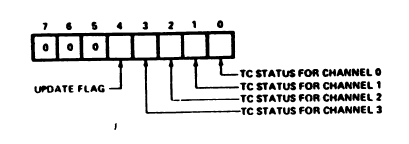 7 6 5 4 3 2 1 0
0 0 0
TC STATUS FOR CHANNEL 0
UPDATE FLAG TC STATUS FOR CHANNEL 1
TC STATUS FOR CHANNEL 2
TC STATUS FOR CHANNEL 3